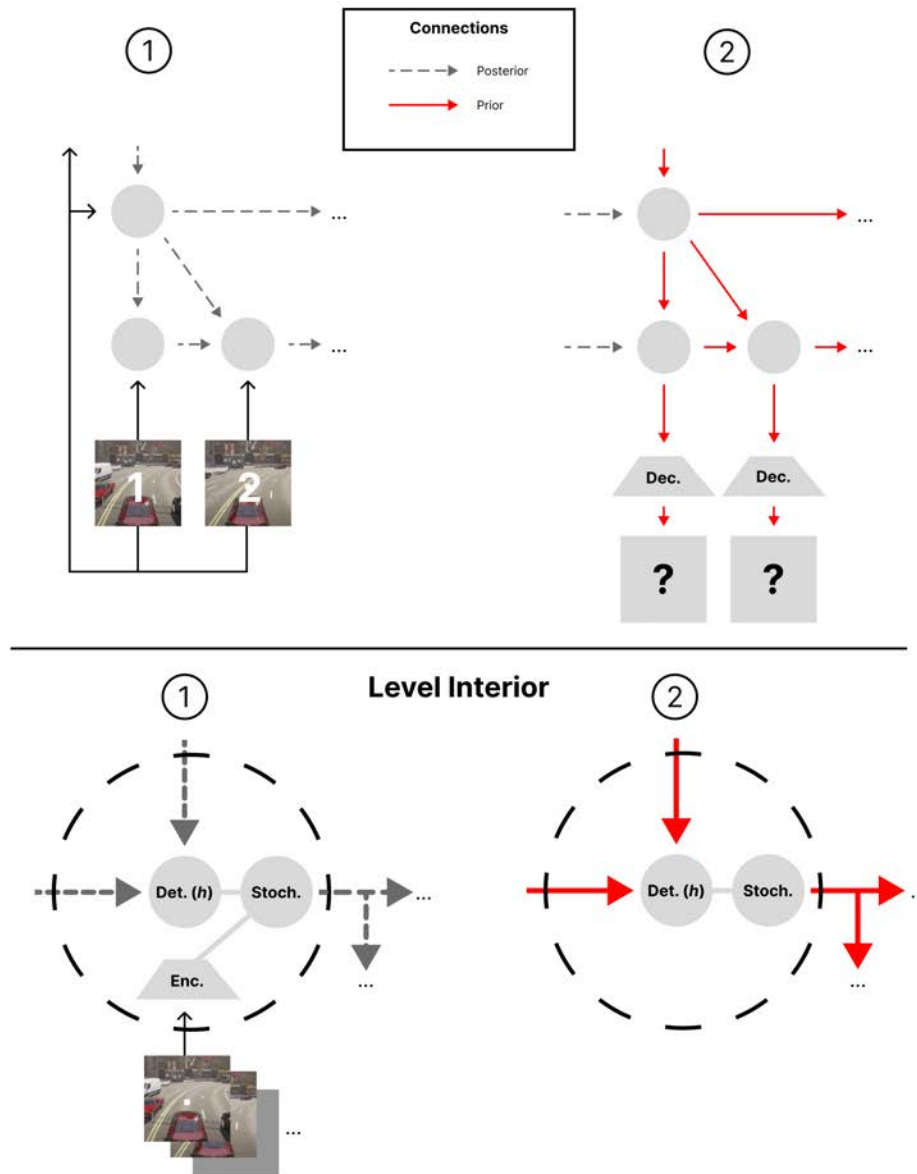 Connections
Posterior
Prior
1
2
...
...
...
...
1
2
Dec.
Dec.
?
?
Level Interior
1
2
Det. (h)
Stoch.
...
Det. (h)
Stoch.
.
Enc.
...
...
...